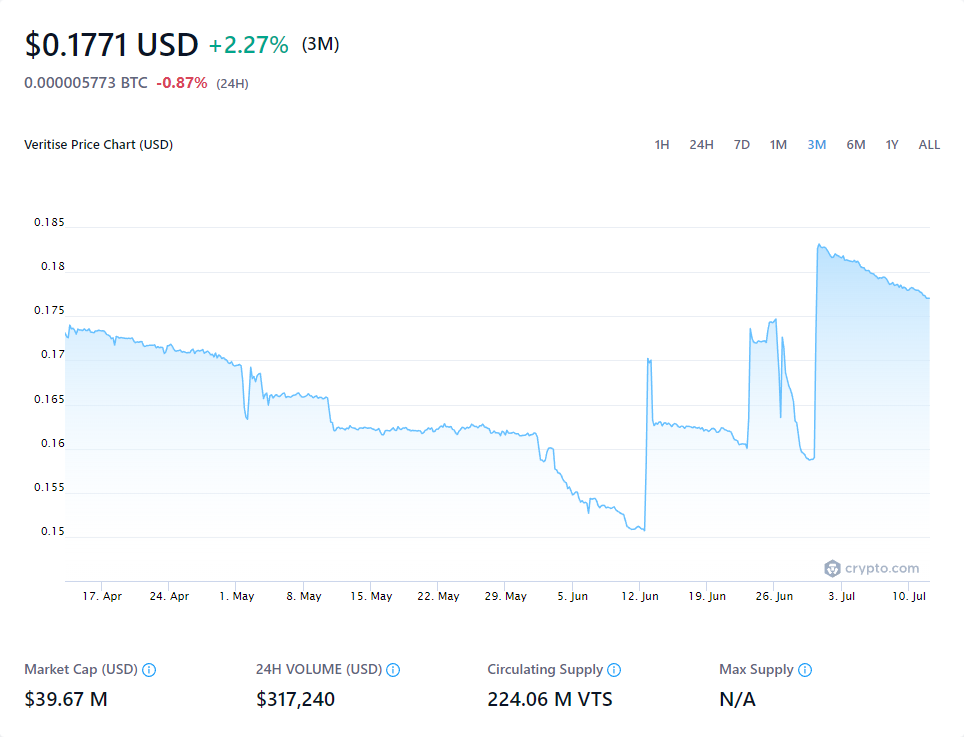 $0.1771 USD +2.27% (3M)
0.000005773 BTC -0.87% (24H)
Veritise Price Chart (USD) 1H 24H 7D 1M 3M 6M 1Y ALL
0.185
0.18
0.175
0.17
0.165
0.16
0.155
0.15
crypto.com
17. Apr 24. Apr 1. May 8. May 15. May 22. May 29. May 5. Jun 12. Jun 19. Jun 26. Jun 3. Jul 10. Jul
Market Cap (USD) 24H VOLUME (USD) Circulating Supply Max Supply
$39.67 M $317,240 224.06 M VTS N/A